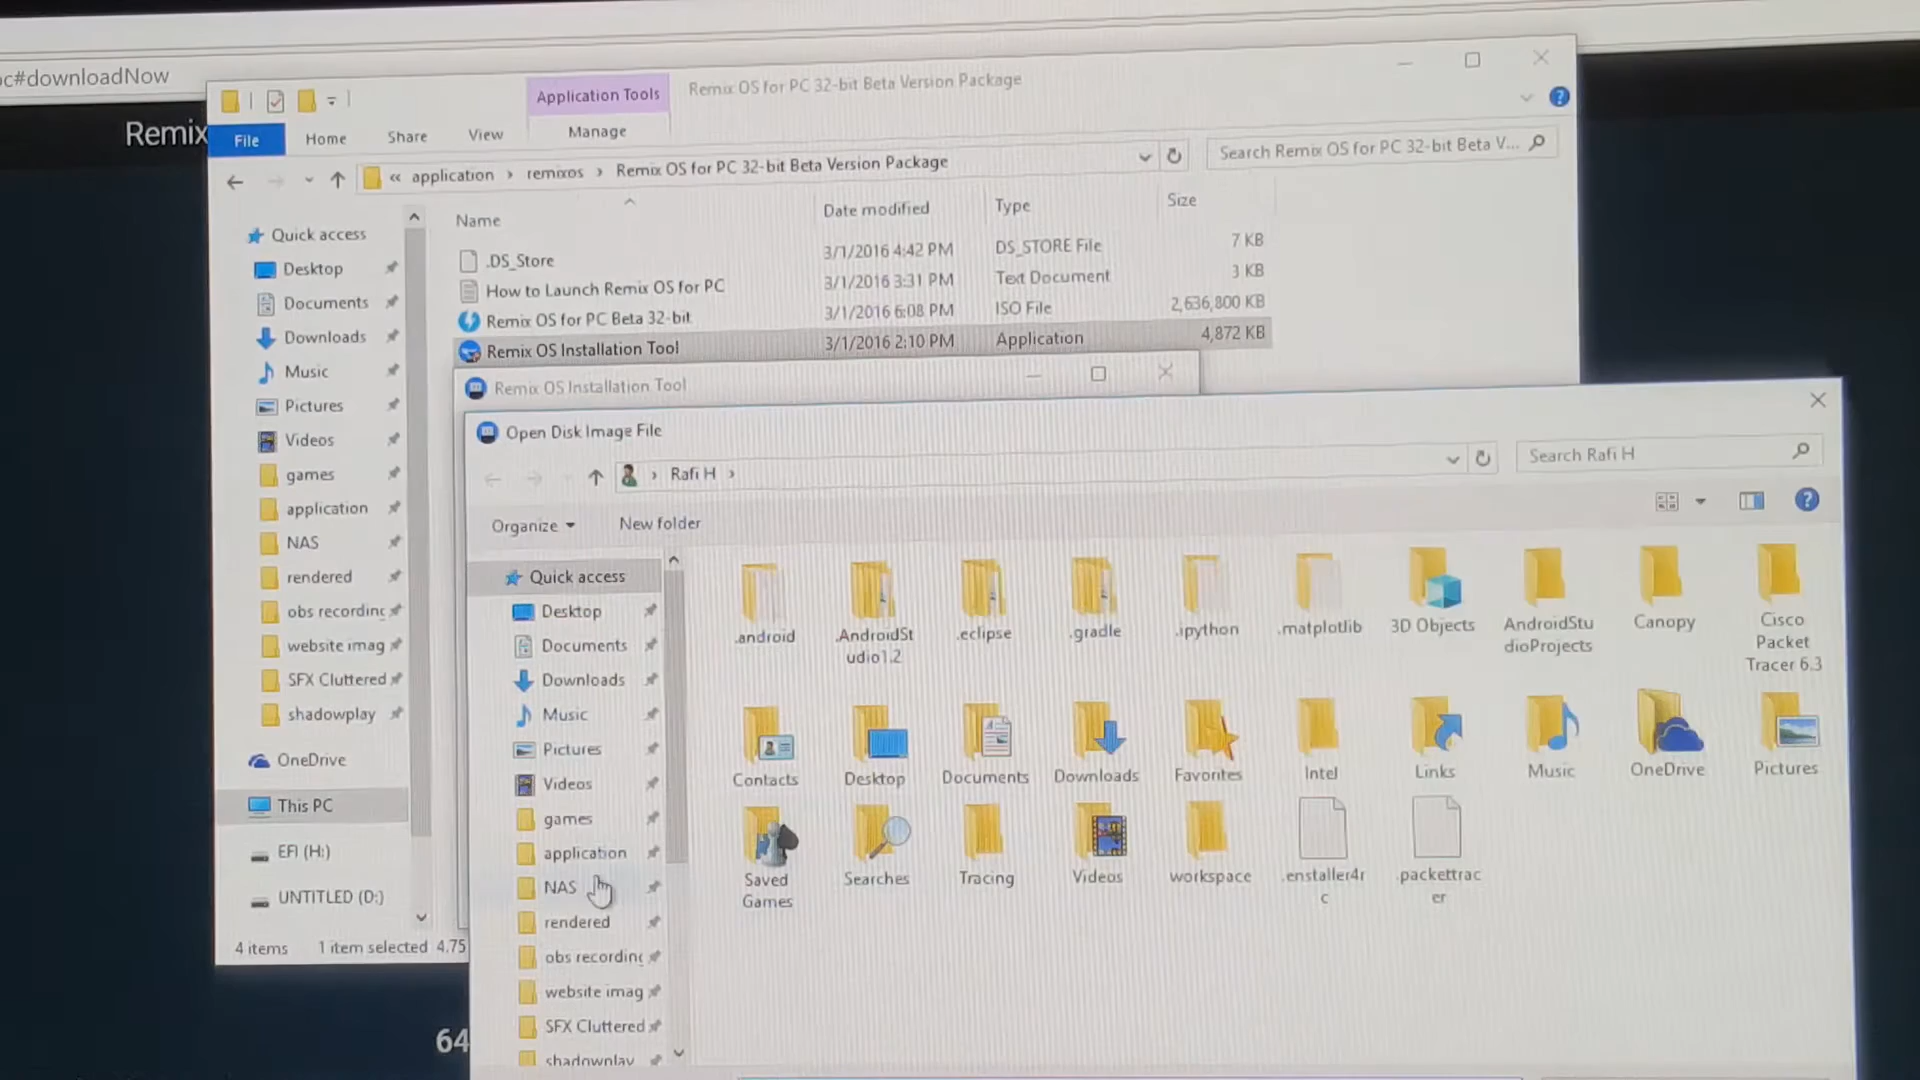 oc#downloadNow
Remix
Application Tools
Remix OS for PC 32-bit Beta Version Package
File
Home
Share
View
Manage
« application › remixos › Remix OS for PC 32-bit Beta Version Package
Search Remix OS for PC 32-bit Beta V...
Name
Date modified
Type
Size
.DS_Store
3/1/2016 4:42 PM
DS_STORE File
7 KB
How to Launch Remix OS for PC
3/1/2016 3:31 PM
Text Document
3 KB
Remix OS for PC Beta 32-bit
3/1/2016 6:08 PM
ISO File
2,636,800 KB
Remix OS Installation Tool
3/1/2016 2:10 PM
Application
4,872 KB
Quick access
Desktop
Documents
Downloads
Music
Pictures
Videos
games
application
NAS
rendered
obs recording
website imag
SFX Cluttered
shadowplay
OneDrive
This PC
EFI (H:)
UNTITLED (D:)
4 items
1 item selected 4.75
64
Remix OS Installation Tool
Open Disk Image File
› Rafi H ›
Search Rafi H
Organize
New folder
Quick access
Desktop
Documents
Downloads
Music
Pictures
Videos
games
application
NAS
rendered
obs recording
website imag
SFX Cluttered
shadowplay
.android
.AndroidSt
udio1.2
.eclipse
.gradle
.ipython
.matplotlib
3D Objects
AndroidStu
dioProjects
Canopy
Cisco
Packet
Tracer 6.3
Contacts
Desktop
Documents
Downloads
Favorites
Intel
Links
Music
OneDrive
Pictures
Saved
Games
Searches
Tracing
Videos
workspace
.enstaller4r
c
.packettrac
er